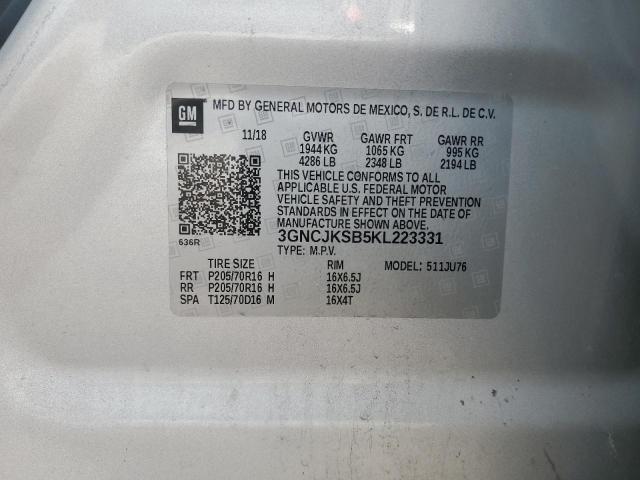 GM
MFD BY GENERAL MOTORS DE MEXICO, S. DE R.L. DE C.V.
11/18 GVWR GAWR FRT GAWR RR
1944 KG 1065 KG 995 KG
4286 LB 2348 LB 2194 LB
THIS VEHICLE CONFORMS TO ALL
APPLICABLE U.S. FEDERAL MOTOR
VEHICLE SAFETY AND THEFT PREVENTION
STANDARDS IN EFFECT ON THE DATE OF
MANUFACTURE SHOWN ABOVE.
636R
3GNCJKSB5KL223331
TYPE: M.P.V.
TIRE SIZE RIM MODEL: 511JU76
FRT P205/70R16 H 16X6.5J
RR P205/70R16 H 16X6.5J
SPA T125/70D16 M 16X4T